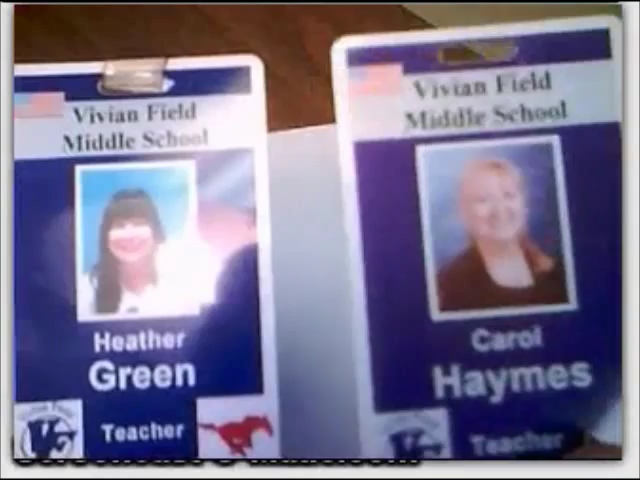 Vivian Field
Middle School
Heather
Green
Teacher
Vivian Field
Middle School
Carol
Haymes
Teacher